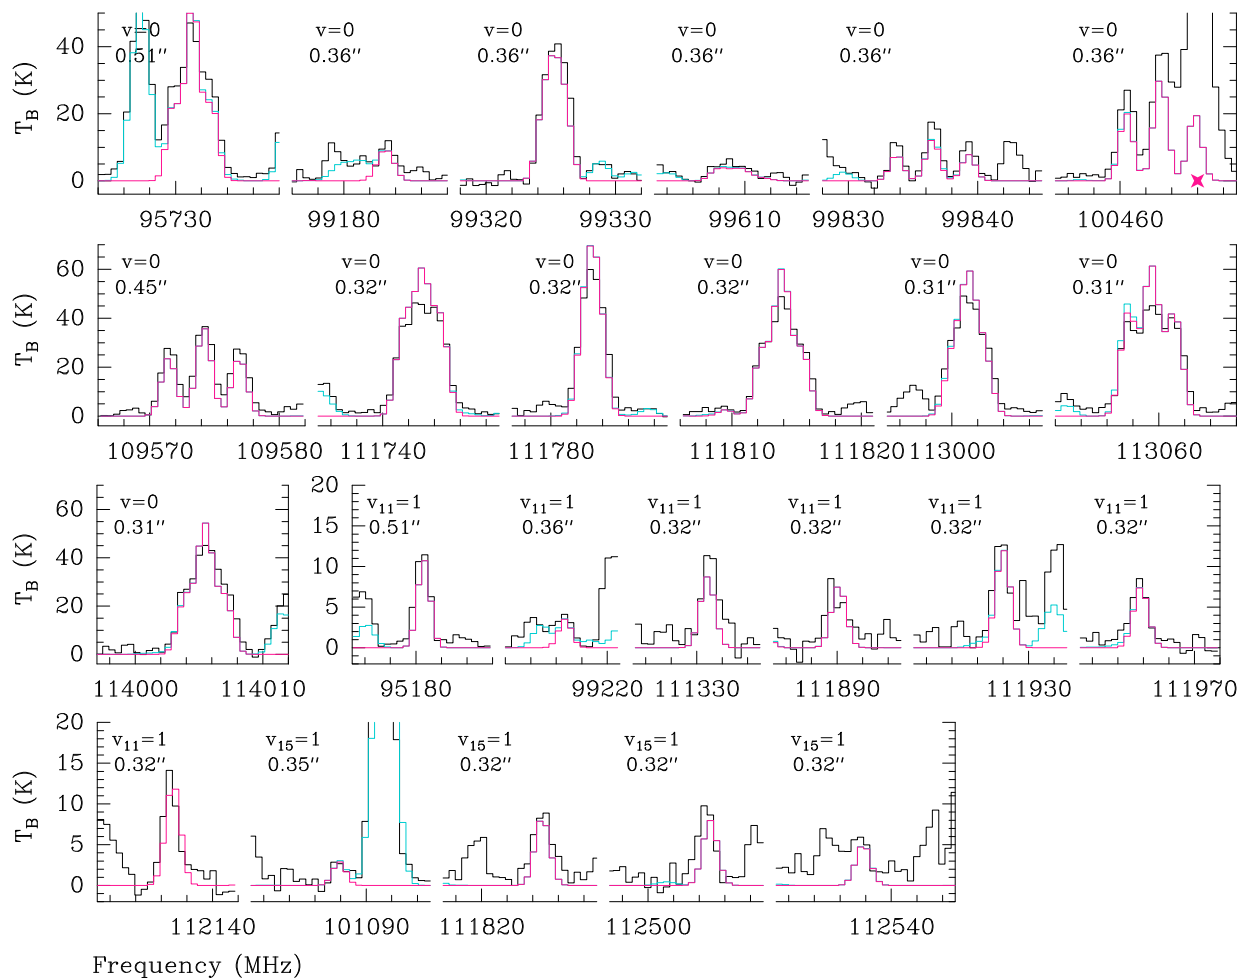 v=0 v=0 v=0 v=0 v=0 v=0
0.51" 0.36" 0.36" 0.36" 0.36" 0.36"
40
20
0
T_B (K)
95730 99180 99320 99330 99610 99830 99840 100460
v=0 v=0 v=0 v=0 v=0 v=0
0.45" 0.32" 0.32" 0.32" 0.31" 0.31"
60
40
20
0
T_B (K)
109570 109580 111740 111780 111810 111820 113000 113060
v=0 v₁₁=1 v₁₁=1 v₁₁=1 v₁₁=1 v₁₁=1 v₁₁=1
0.31" 0.51" 0.36" 0.32" 0.32" 0.32" 0.32"
60
40
20
0
T_B (K)
20
15
10
5
0
114000 114010 95180 99220 111330 111890 111930 111970
v₁₁=1 v₁₅=1 v₁₅=1 v₁₅=1 v₁₅=1
0.32" 0.35" 0.32" 0.32" 0.32"
20
15
10
5
0
T_B (K)
112140 101090 111820 112500 112540
Frequency (MHz)